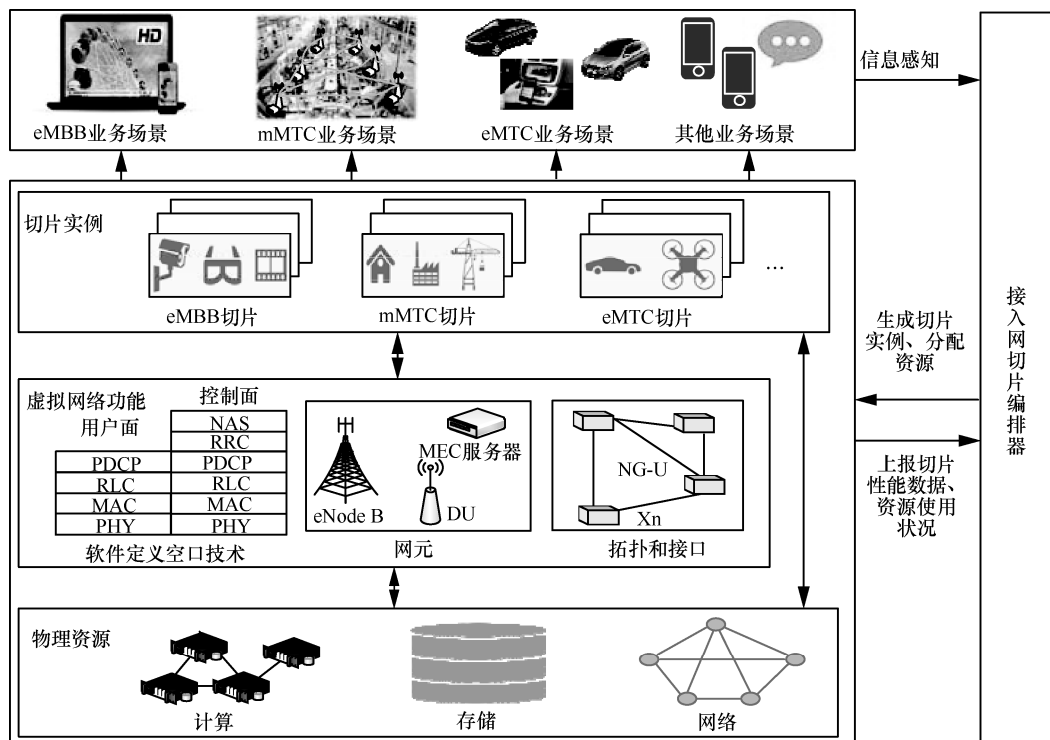 HD
eMBB业务场景
mMTC业务场景
eMTC业务场景
其他业务场景
信息感知
切片实例
eMBB切片
mMTC切片
eMTC切片
…
生成切片
实例、分配
资源
接入网切片编排器
虚拟网络功能
用户面
控制面
NAS
RRC
PDCP
PDCP
RLC
RLC
MAC
MAC
PHY
PHY
软件定义空口技术
MEC服务器
eNode B
DU
网元
NG-U
Xn
拓扑和接口
上报切片
性能数据、
资源使用
状况
物理资源
计算
存储
网络